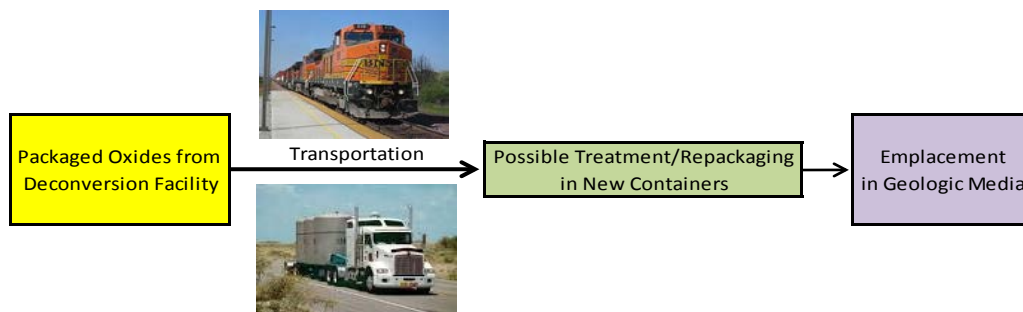 Packaged Oxides from
Deconversion Facility
Transportation
Possible Treatment/Repackaging
in New Containers
Emplacement
in Geologic Media